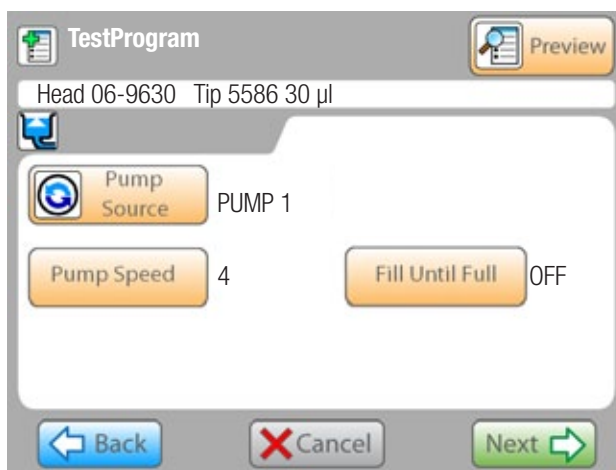 TestProgram
Preview
Head 06-9630 Tip 5586 30 µl
Pump
Source
PUMP 1
Pump Speed
4
Fill Until Full
OFF
Back
Cancel
Next